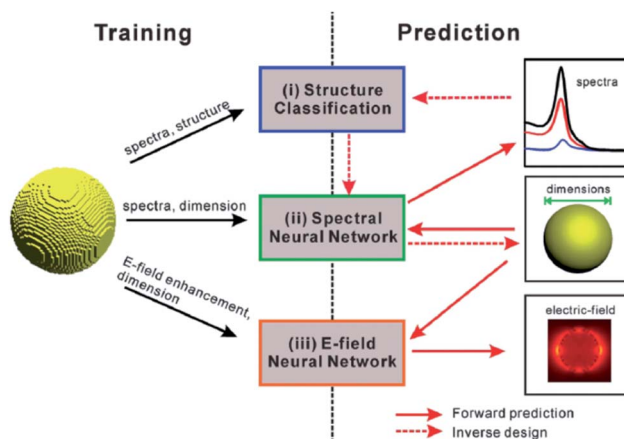 Training
Prediction
(i) Structure
Classification
spectra
spectra, structure
spectra, dimension
(ii) Spectral
Neural Network
dimensions
E-field enhancement,
dimension
(iii) E-field
Neural Network
electric-field
Forward prediction
Inverse design